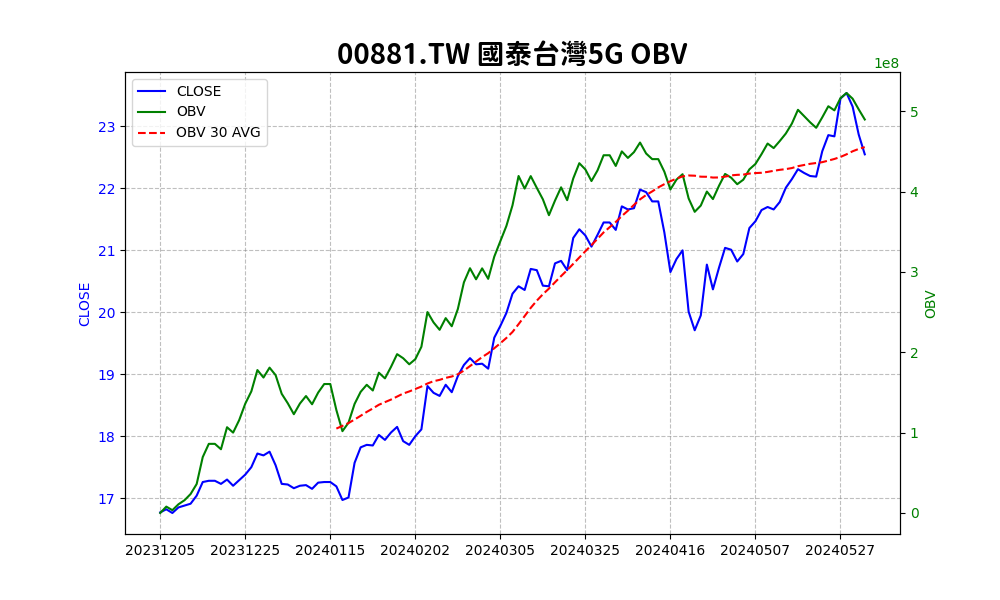 00881.TW 國泰台灣5G OBV
1e8
CLOSE
OBV
OBV 30 AVG
23
22
21
20
19
18
17
CLOSE
5
4
3
2
1
0
OBV
20231205 20231225 20240115 20240202 20240305 20240325 20240416 20240507 20240527